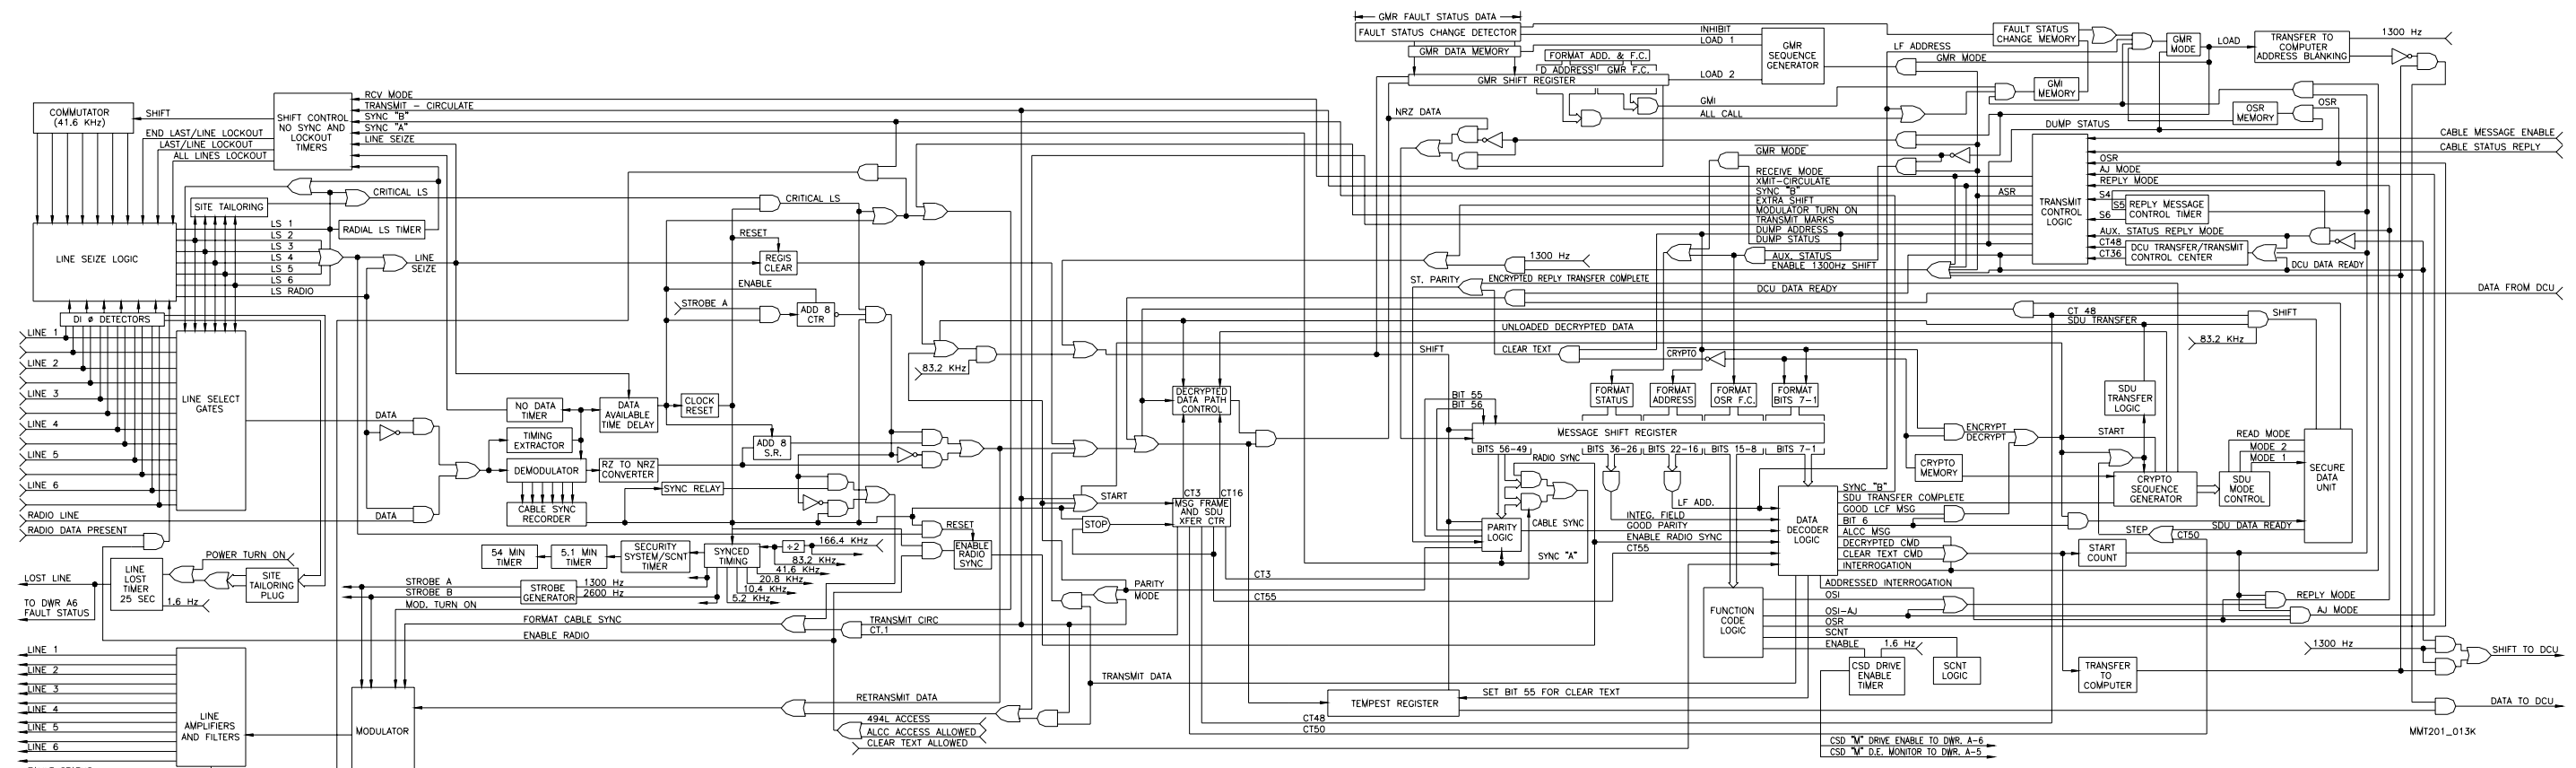 GMR FAULT STATUS DATA
FAULT STATUS CHANGE DETECTOR
GMR DATA MEMORY
FORMAT ADD. & F.C.
D ADDRESS
GMR F.C.
GMR SHIFT REGISTER
INHIBIT
LOAD 1
LOAD 2
GMR
SEQUENCE
GENERATOR
LF ADDRESS
GMR MODE
FAULT STATUS
CHANGE MEMORY
GMR
MODE
LOAD
TRANSFER TO
COMPUTER
ADDRESS BLANKING
1300 Hz
GMI
MEMORY
OSR
MEMORY
OSR
DUMP STATUS
GMI
ALL CALL
NRZ DATA
COMMUTATOR
(41.6 KHz)
SHIFT
SHIFT CONTROL
NO SYNC AND
LOCKOUT
TIMERS
RCV MODE
TRANSMIT - CIRCULATE
SYNC "B"
SYNC "A"
LINE SEIZE
END LAST/LINE LOCKOUT
LAST/LINE LOCKOUT
ALL LINES LOCKOUT
CRITICAL LS
SITE TAILORING
LINE SEIZE LOGIC
LS 1
LS 2
LS 3
LS 4
LS 5
LS 6
LS RADIO
RADIAL LS TIMER
LINE
SEIZE
CRITICAL LS
RESET
REGIS
CLEAR
ENABLE
STROBE A
ADD 8
CTR
GMR MODE
RECEIVE MODE
XMIT-CIRCULATE
SYNC "B"
EXTRA SHIFT
MODULATOR TURN ON
TRANSMIT MARKS
DUMP ADDRESS
DUMP STATUS
AUX. STATUS
ENABLE 1300Hz SHIFT
1300 Hz
ASR
TRANSMIT
CONTROL
LOGIC
CABLE MESSAGE ENABLE
CABLE STATUS REPLY
OSR
AJ MODE
REPLY MODE
S4
S5
S6
REPLY MESSAGE
CONTROL TIMER
AUX. STATUS REPLY MODE
CT48
CT36
DCU TRANSFER/TRANSMIT
CONTROL CENTER
DCU DATA READY
DATA FROM DCU
ST. PARITY
ENCRYPTED REPLY TRANSFER COMPLETE
DCU DATA READY
UNLOADED DECRYPTED DATA
CT 48
SDU TRANSFER
SHIFT
83.2 KHz
DI Ø DETECTORS
LINE 1
LINE 2
LINE 3
LINE 4
LINE 5
LINE 6
RADIO LINE
RADIO DATA PRESENT
LINE SELECT
GATES
DATA
DATA
NO DATA
TIMER
DATA
AVAILABLE
TIME DELAY
CLOCK
RESET
TIMING
EXTRACTOR
DEMODULATOR
RZ TO NRZ
CONVERTER
ADD 8
S.R.
CABLE SYNC
RECORDER
SYNC RELAY
83.2 KHz
SHIFT
CLEAR TEXT
CRYPTO
DECRYPTED
DATA PATH
CONTROL
BIT 55
BIT 56
FORMAT
STATUS
FORMAT
ADDRESS
FORMAT
OSR F.C.
FORMAT
BITS 7-1
MESSAGE SHIFT REGISTER
BITS 56-49
BITS 36-26
BITS 22-16
BITS 15-8
BITS 7-1
RADIO SYNC
LF ADD.
SDU
TRANSFER
LOGIC
ENCRYPT
DECRYPT
START
CRYPTO
MEMORY
CRYPTO
SEQUENCE
GENERATOR
READ MODE
MODE 2
MODE 1
SDU
MODE
CONTROL
SECURE
DATA
UNIT
START
CT3
CT16
MSG FRAME
AND SDU
XFER CTR
STOP
PARITY
LOGIC
CABLE SYNC
SYNC "A"
INTEG. FIELD
GOOD PARITY
ENABLE RADIO SYNC
CT55
DATA
DECODER
LOGIC
SYNC "B"
SDU TRANSFER COMPLETE
GOOD LCF MSG
BIT 6
ALCC MSG
DECRYPTED CMD
CLEAR TEXT CMD
INTERROGATION
STEP
SDU DATA READY
CT50
START
COUNT
RESET
ENABLE
RADIO
SYNC
54 MIN
TIMER
5.1 MIN
TIMER
SECURITY
SYSTEM/SCNT
TIMER
SYNCED
TIMING
÷2
166.4 KHz
83.2 KHz
41.6 KHz
20.8 KHz
10.4 KHz
5.2 KHz
1300 Hz
2600 Hz
STROBE
GENERATOR
STROBE A
STROBE B
MOD. TURN ON
FORMAT CABLE SYNC
ENABLE RADIO
POWER TURN ON
LINE
LOST
TIMER
25 SEC
1.6 Hz
SITE
TAILORING
PLUG
LOST LINE
TO DWR A6
FAULT STATUS
PARITY
MODE
CT3
CT55
TRANSMIT CIRC
CT.1
ADDRESSED INTERROGATION
FUNCTION
CODE
LOGIC
OSI
OSI-AJ
OSR
SCNT
ENABLE
1.6 Hz
REPLY MODE
AJ MODE
1300 Hz
SHIFT TO DCU
CSD DRIVE
ENABLE
TIMER
SCNT
LOGIC
TRANSFER
TO
COMPUTER
LINE 1
LINE 2
LINE 3
LINE 4
LINE 5
LINE 6
LINE
AMPLIFIERS
AND FILTERS
MODULATOR
RETRANSMIT DATA
TRANSMIT DATA
494L ACCESS
ALCC ACCESS ALLOWED
CLEAR TEXT ALLOWED
TEMPEST REGISTER
SET BIT 55 FOR CLEAR TEXT
CT48
CT50
DATA TO DCU
CSD "M" DRIVE ENABLE TO DWR. A-6
CSD "M" D.E. MONITOR TO DWR. A-5
MMT201_013K